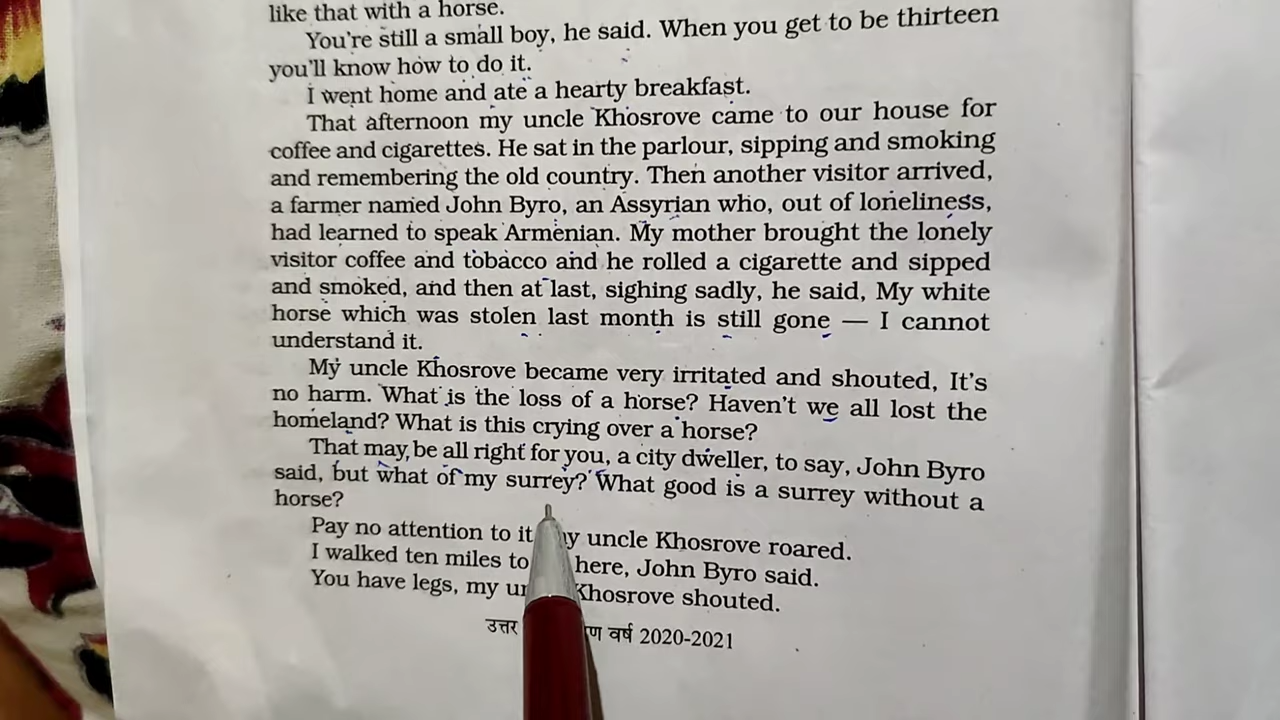 like that with a horse.
You're still a small boy, he said. When you get to be thirteen
you'll know how to do it.
I went home and ate a hearty breakfast.
That afternoon my uncle Khosrove came to our house for
coffee and cigarettes. He sat in the parlour, sipping and smoking
and remembering the old country. Then another visitor arrived,
a farmer named John Byro, an Assyrian who, out of loneliness,
had learned to speak Armenian. My mother brought the lonely
visitor coffee and tobacco and he rolled a cigarette and sipped
and smoked, and then at last, sighing sadly, he said, My white
horse which was stolen last month is still gone — I cannot
understand it.
My uncle Khosrove became very irritated and shouted, It's
no harm. What is the loss of a horse? Haven't we all lost the
homeland? What is this crying over a horse?
That may be all right for you, a city dweller, to say, John Byro
said, but what of my surrey? What good is a surrey without a
horse?
Pay no attention to it uncle Khosrove roared.
I walked ten miles to here, John Byro said.
You have legs, my Khosrove shouted.
उत्तर वर्ष 2020-2021